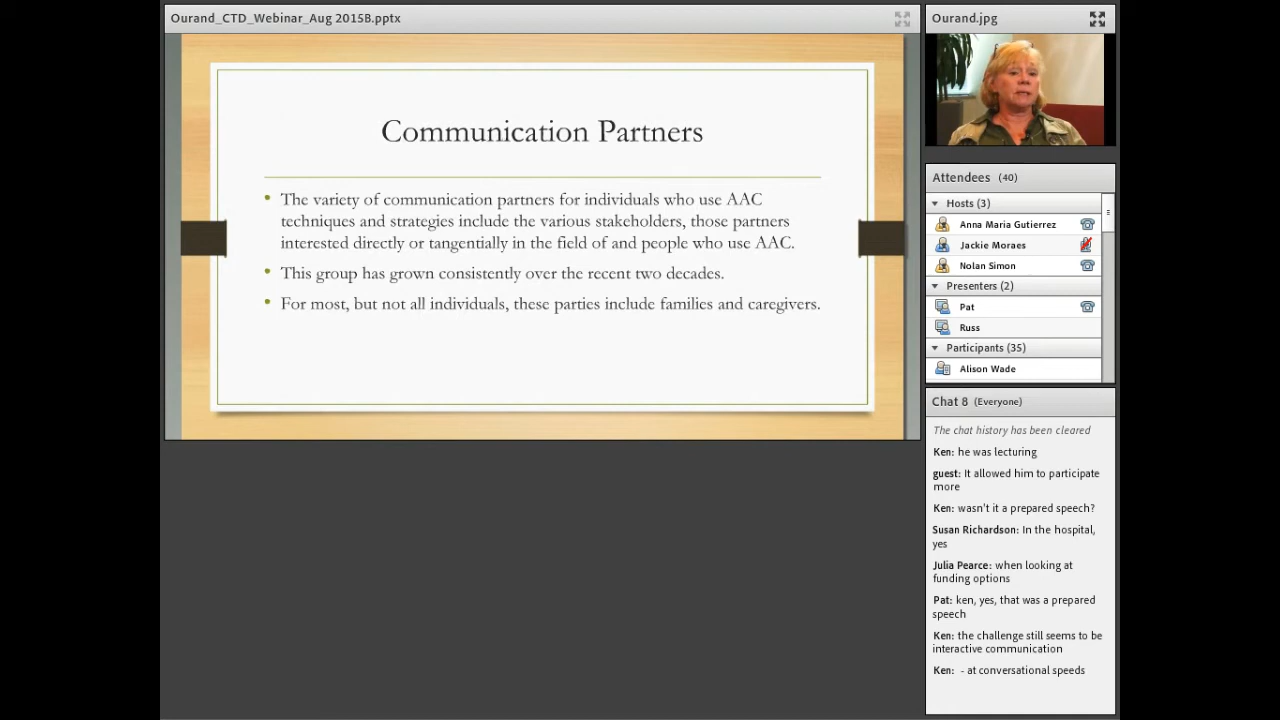 Ourand_CTD_Webinar_Aug 2015B.pptx
Communication Partners
• The variety of communication partners for individuals who use AAC
techniques and strategies include the various stakeholders, those partners
interested directly or tangentially in the field of and people who use AAC.
• This group has grown consistently over the recent two decades.
• For most, but not all individuals, these parties include families and caregivers.
Ourand.jpg
Attendees (40)
Hosts (3)
Anna Maria Gutierrez
Jackie Moraes
Nolan Simon
Presenters (2)
Pat
Russ
Participants (35)
Alison Wade
Chat 8 (Everyone)
The chat history has been cleared
Ken: he was lecturing
guest: It allowed him to participate
more
Ken: wasn't it a prepared speech?
Susan Richardson: In the hospital,
yes
Julia Pearce: when looking at
funding options
Pat: ken, yes, that was a prepared
speech
Ken: the challenge still seems to be
interactive communication
Ken: - at conversational speeds